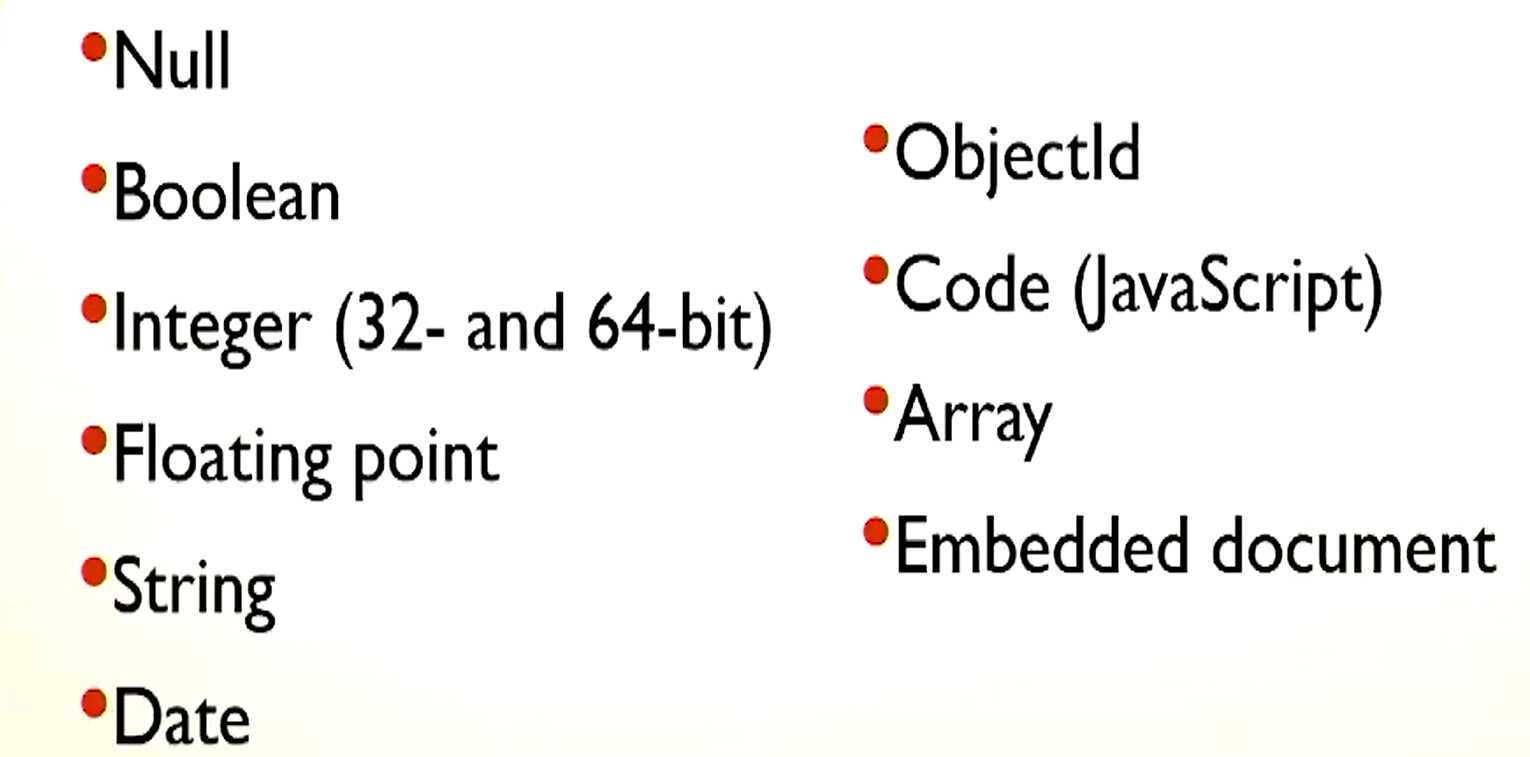 •Null
•Boolean
•Integer (32- and 64-bit)
•Floating point
•String
•Date
•ObjectId
•Code (JavaScript)
•Array
•Embedded document